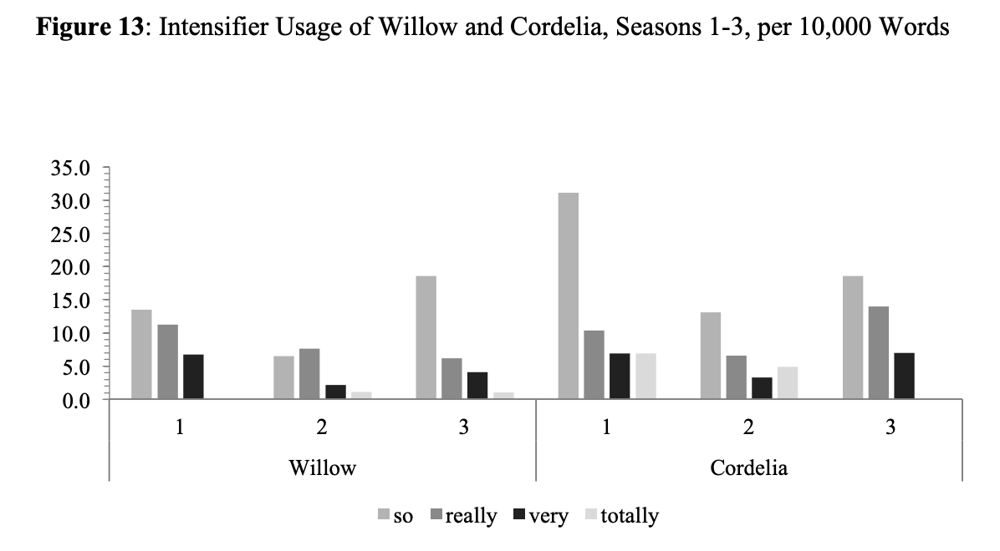 Figure 13: Intensifier Usage of Willow and Cordelia, Seasons 1-3, per 10,000 Words
35.0
30.0
25.0
20.0
15.0
10.0
5.0
0.0
1 2 3 1 2 3
Willow Cordelia
so really very totally